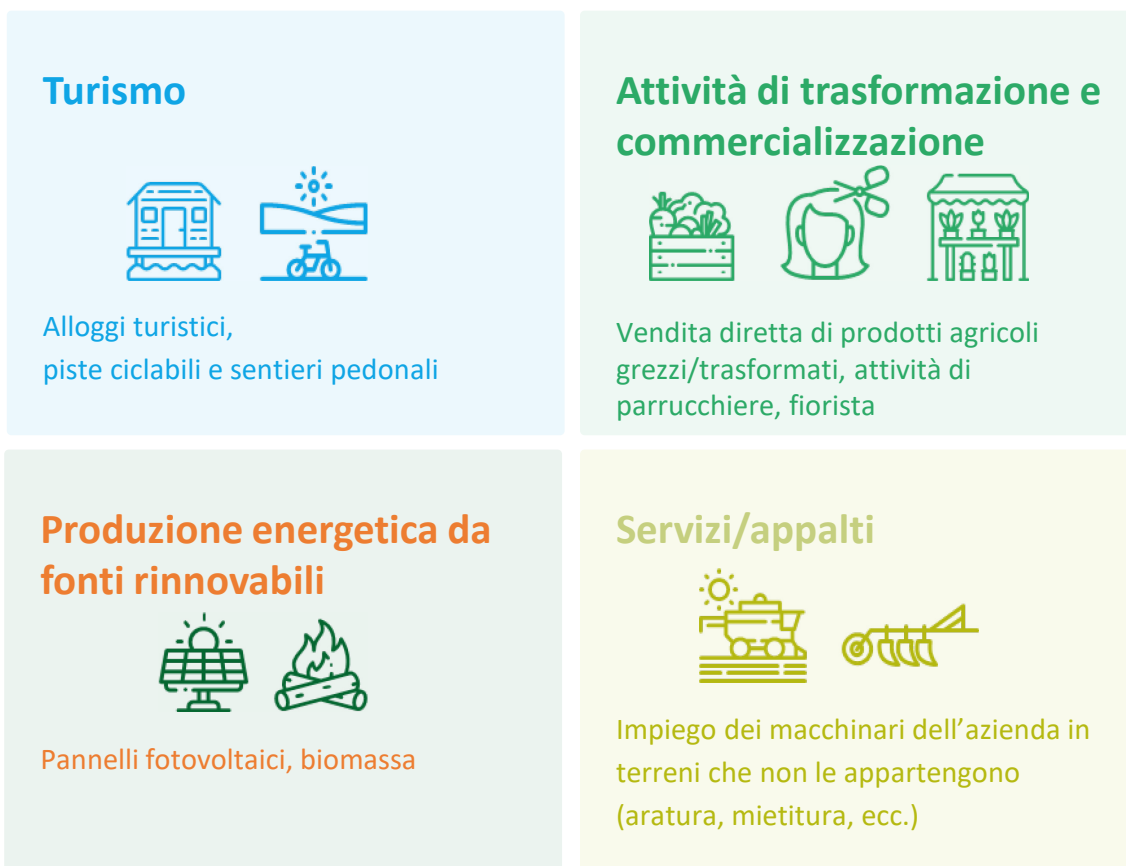 Turismo
Alloggi turistici,
piste ciclabili e sentieri pedonali
Attività di trasformazione e
commercializzazione
Vendita diretta di prodotti agricoli
grezzi/trasformati, attività di
parrucchiere, fiorista
Produzione energetica da
fonti rinnovabili
Pannelli fotovoltaici, biomassa
Servizi/appalti
Impiego dei macchinari dell’azienda in
terreni che non le appartengono
(aratura, mietitura, ecc.)